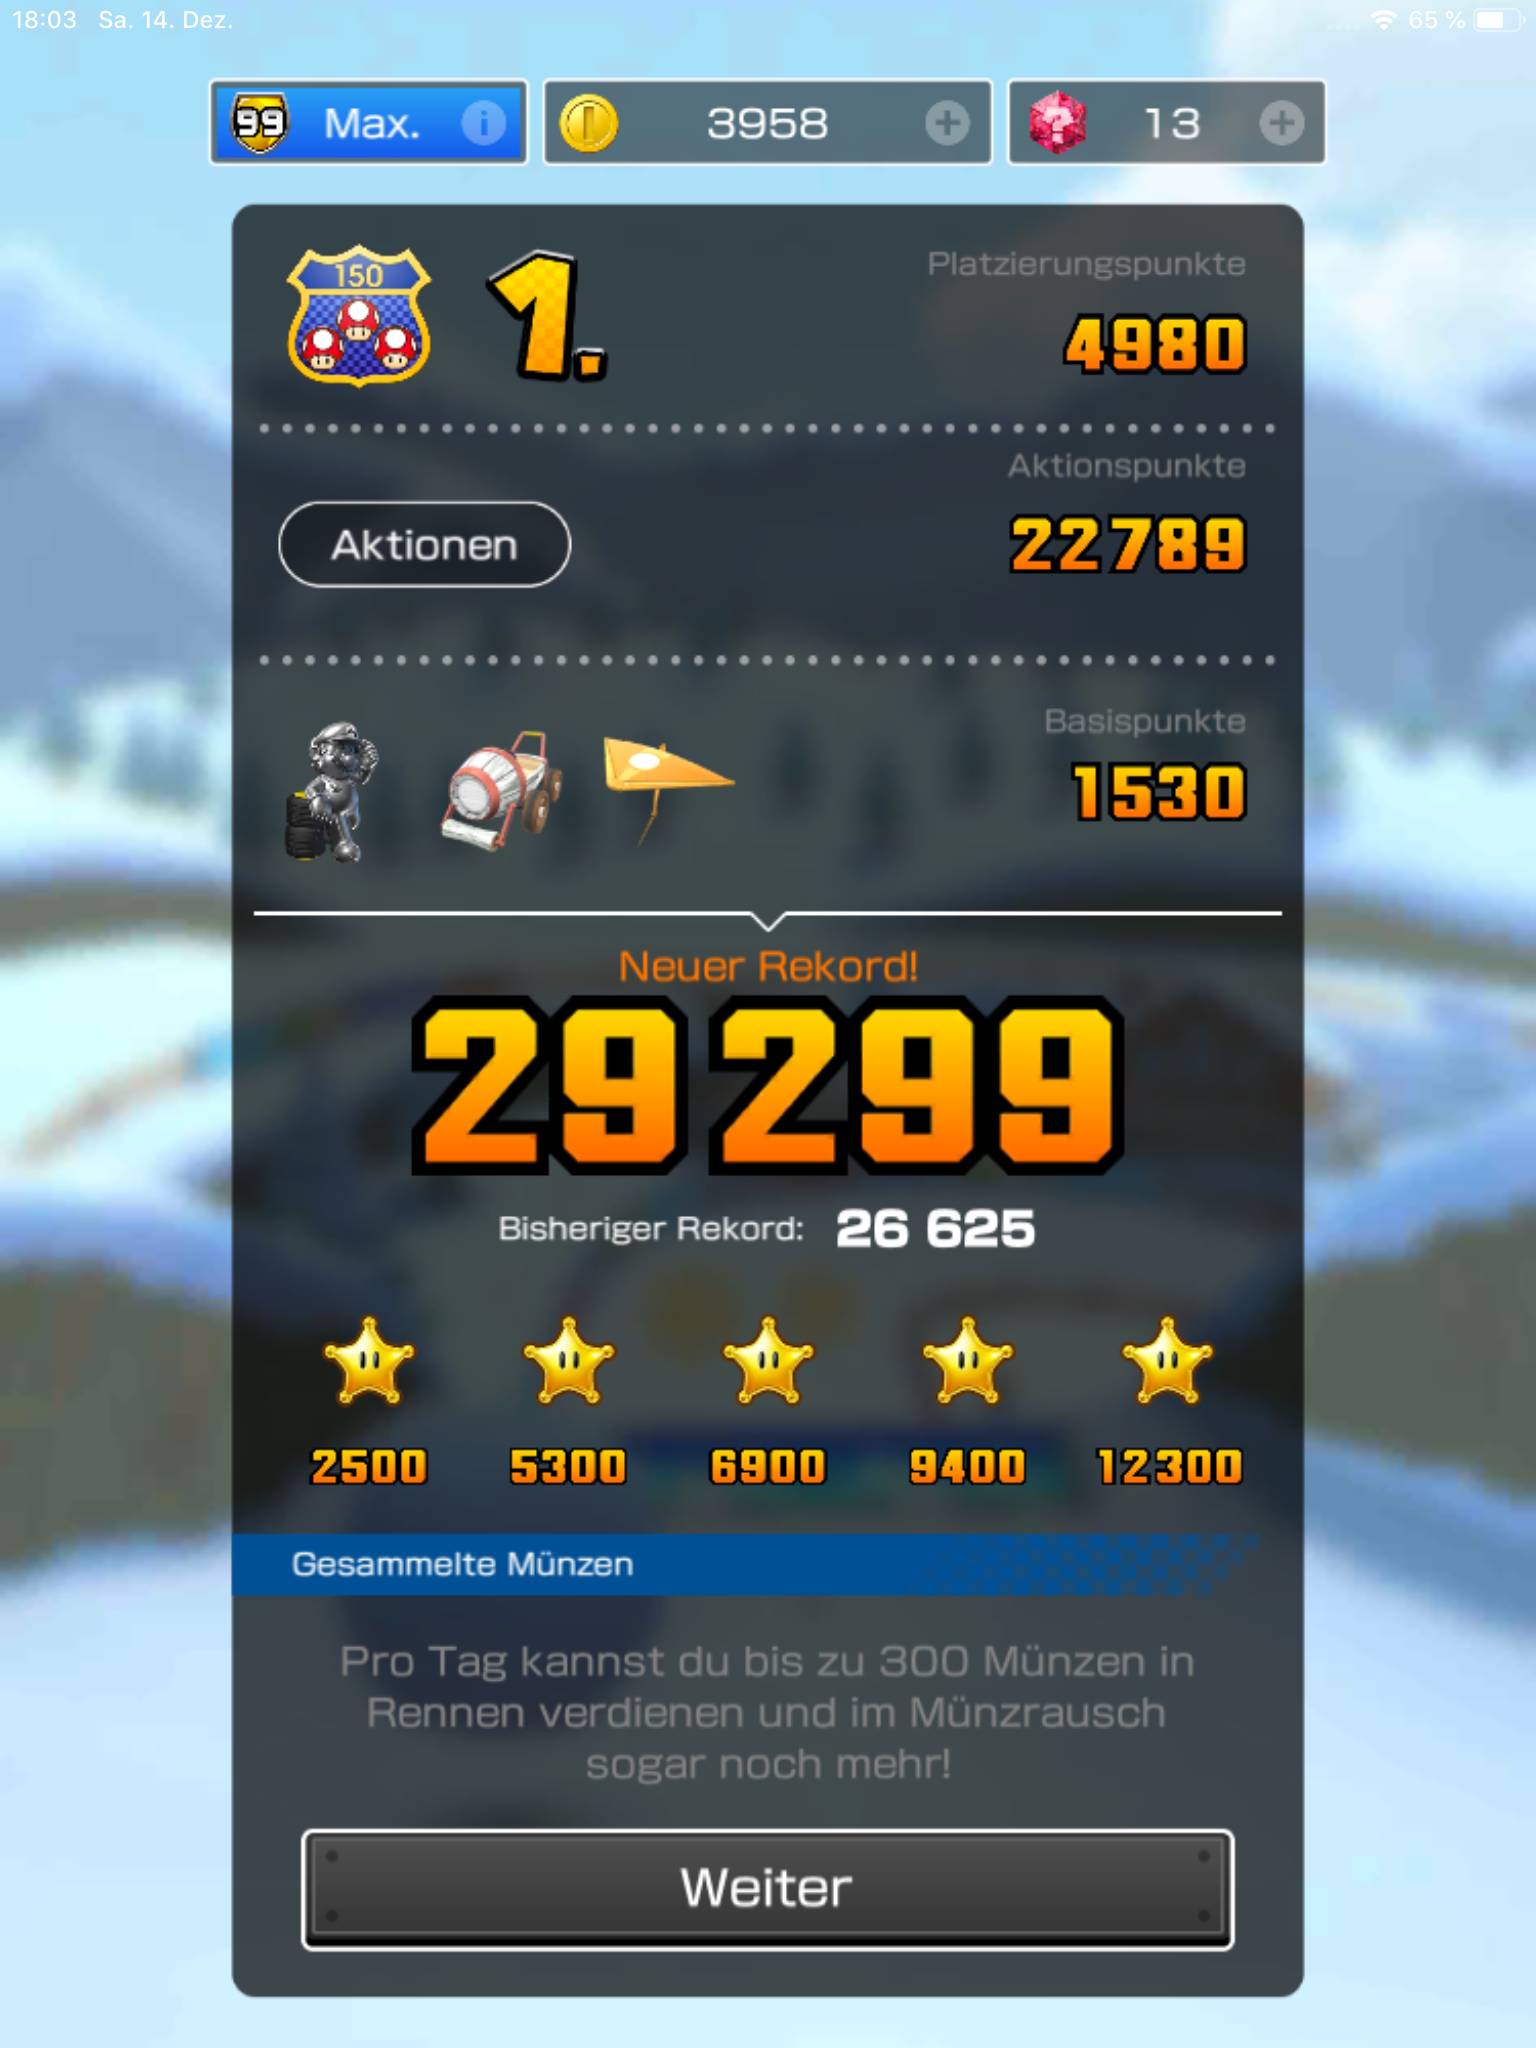 18:03 Sa. 14. Dez. 65 %
99 Max. 3958 13
150
1.
Platzierungspunkte
4980
Aktionspunkte
Aktionen
22789
Basispunkte
1530
Neuer Rekord!
29299
Bisheriger Rekord: 26 625
2500 5300 6900 9400 12300
Gesammelte Münzen
Pro Tag kannst du bis zu 300 Münzen in
Rennen verdienen und im Münzrausch
sogar noch mehr!
Weiter